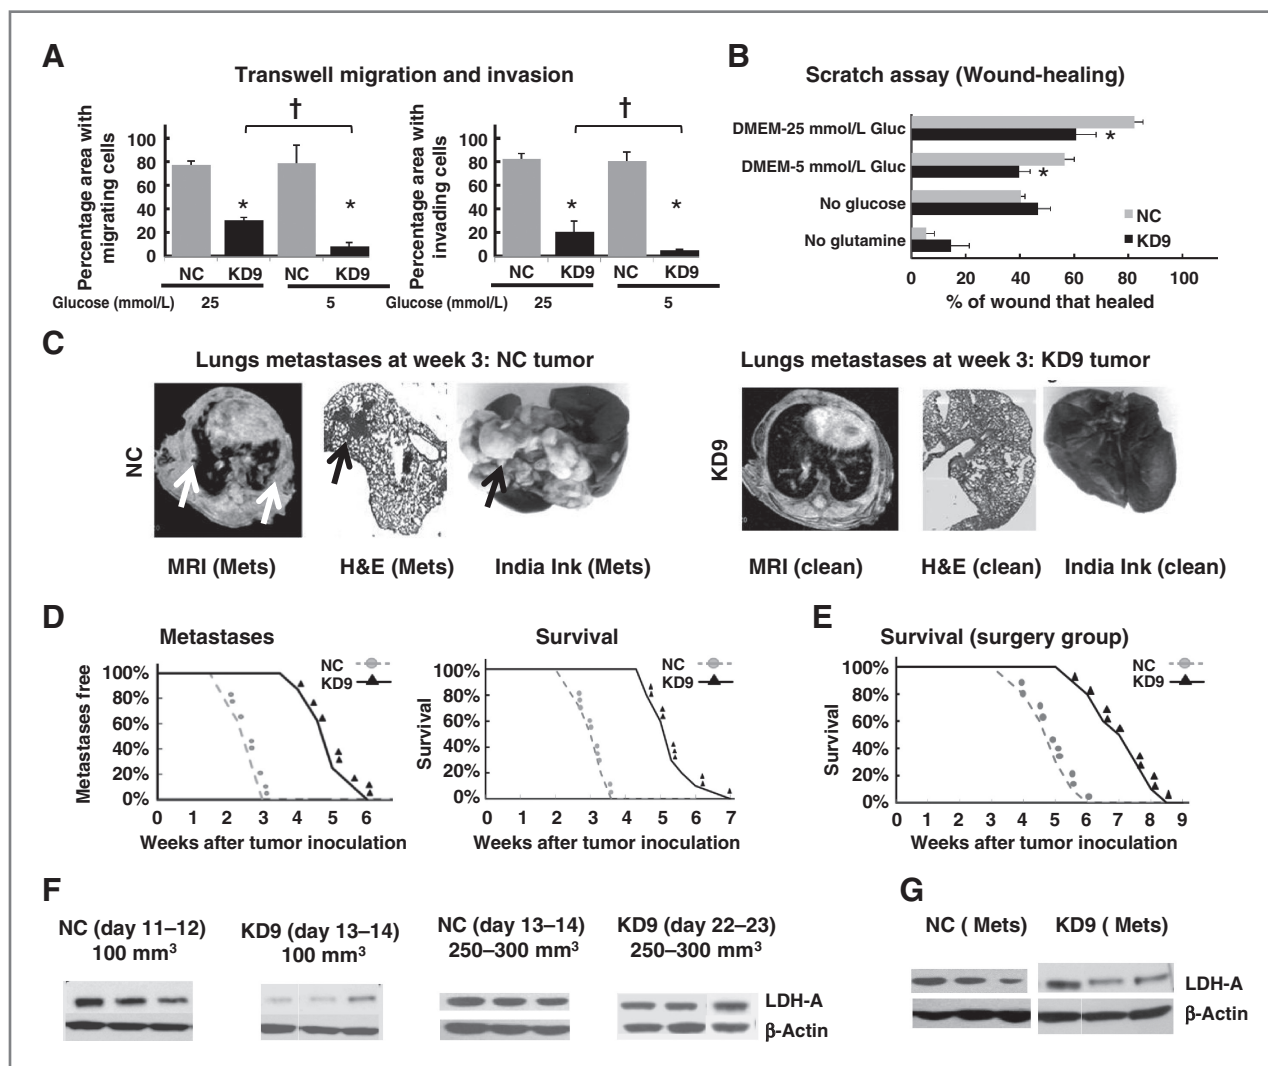 A
Transwell migration and invasion
Percentage area with
migrating cells
100
80
60
40
20
0
†
*
*
NC KD9 NC KD9
Glucose (mmol/L) 25 5
Percentage area with
invading cells
100
80
60
40
20
0
†
*
*
NC KD9 NC KD9
Glucose (mmol/L) 25 5
B
Scratch assay (Wound-healing)
DMEM-25 mmol/L Gluc
*
DMEM-5 mmol/L Gluc
*
No glucose
No glutamine
NC
KD9
0 20 40 60 80 100
% of wound that healed
C
Lungs metastases at week 3: NC tumor
NC
MRI (Mets) H&E (Mets) India Ink (Mets)
Lungs metastases at week 3: KD9 tumor
KD9
MRI (clean) H&E (clean) India Ink (clean)
D
Metastases
Metastases free
100%
80%
60%
40%
20%
0%
NC
KD9
0 1 2 3 4 5 6
Weeks after tumor inoculation
Survival
Survival
100%
80%
60%
40%
20%
0%
NC
KD9
0 1 2 3 4 5 6 7
Weeks after tumor inoculation
E
Survival (surgery group)
Survival
100%
80%
60%
40%
20%
0%
NC
KD9
0 1 2 3 4 5 6 7 8 9
Weeks after tumor inoculation
F
NC (day 11–12)
100 mm³
KD9 (day 13–14)
100 mm³
NC (day 13–14)
250–300 mm³
KD9 (day 22–23)
250–300 mm³
LDH-A
β-Actin
G
NC ( Mets) KD9 ( Mets)
LDH-A
β-Actin